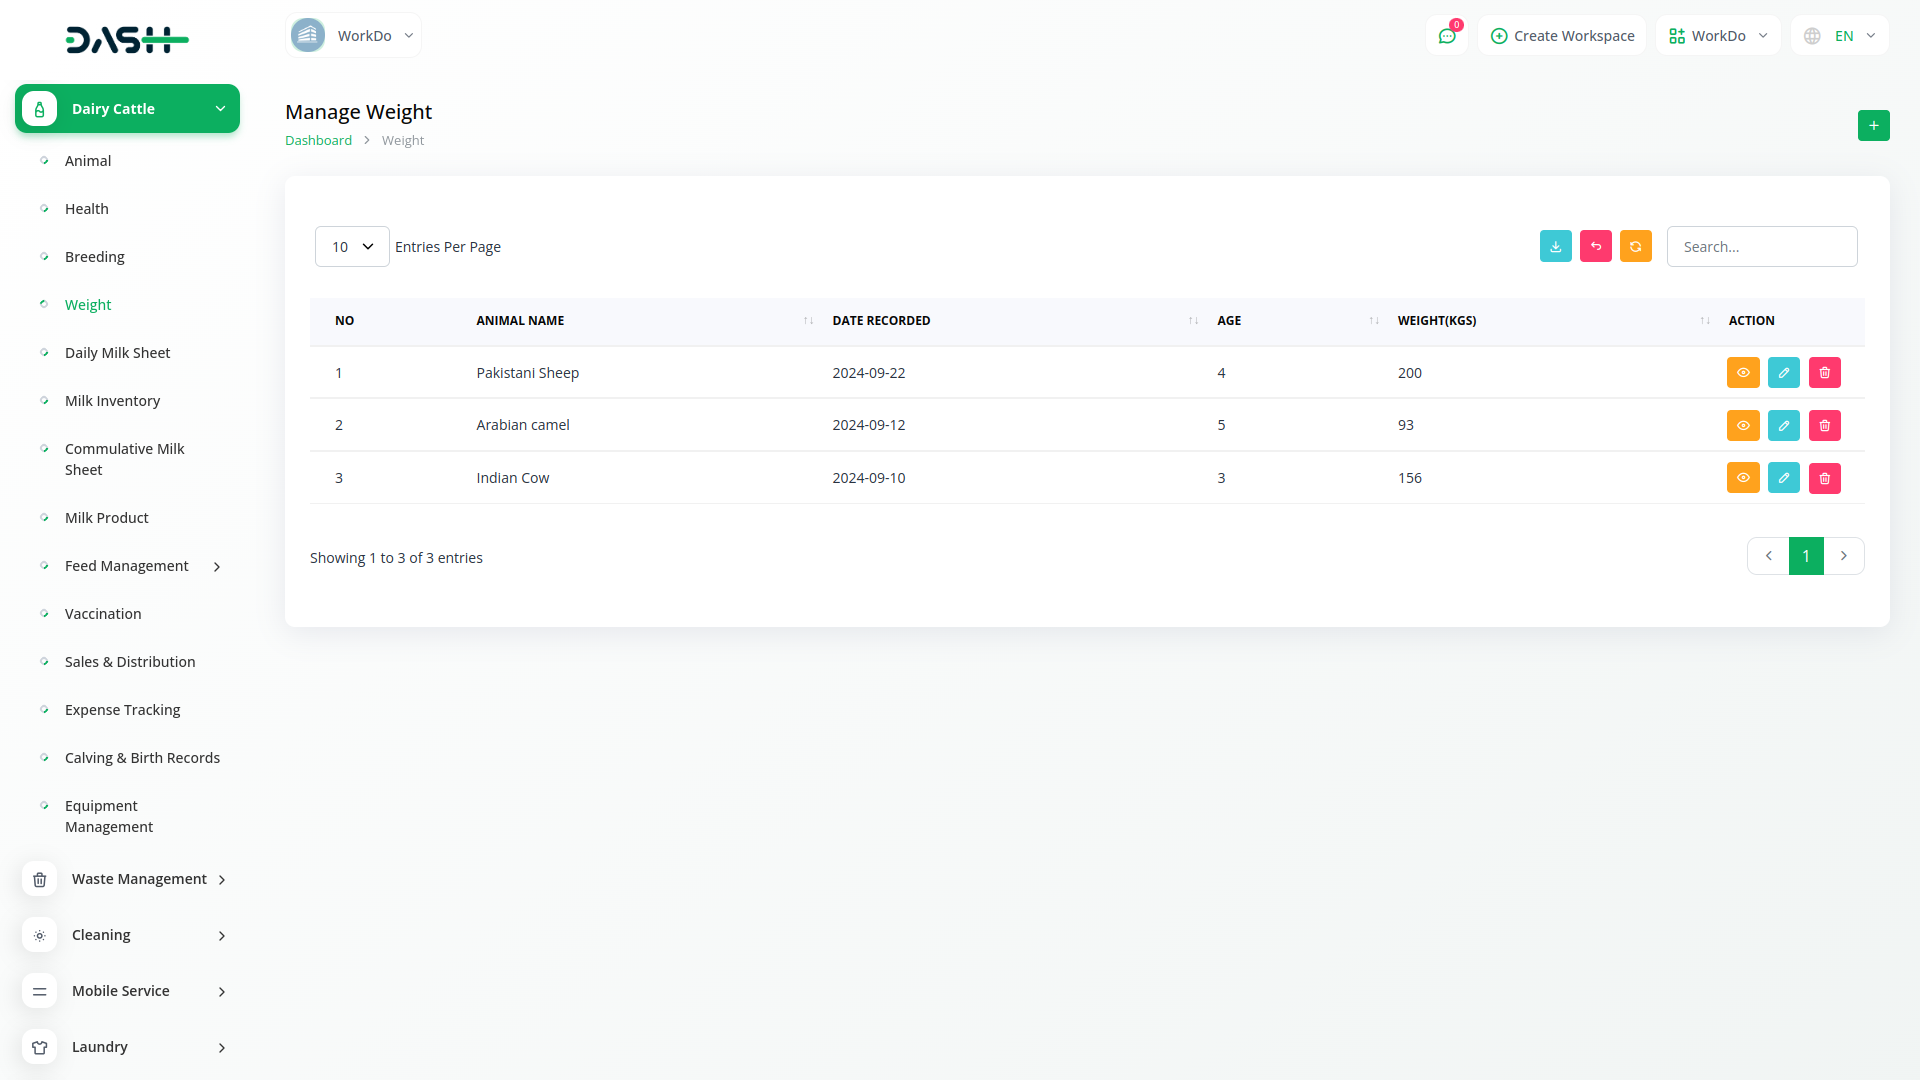 DASH
WorkDo
0
Create Workspace
WorkDo
EN
Dairy Cattle
Animal
Health
Breeding
Weight
Daily Milk Sheet
Milk Inventory
Commulative Milk
Sheet
Milk Product
Feed Management
Vaccination
Sales & Distribution
Expense Tracking
Calving & Birth Records
Equipment
Management
Waste Management
Cleaning
Mobile Service
Laundry
Manage Weight
Dashboard > Weight
+
10 Entries Per Page
Search...
NO ANIMAL NAME DATE RECORDED AGE WEIGHT(KGS) ACTION
1 Pakistani Sheep 2024-09-22 4 200
2 Arabian camel 2024-09-12 5 93
3 Indian Cow 2024-09-10 3 156
Showing 1 to 3 of 3 entries
1